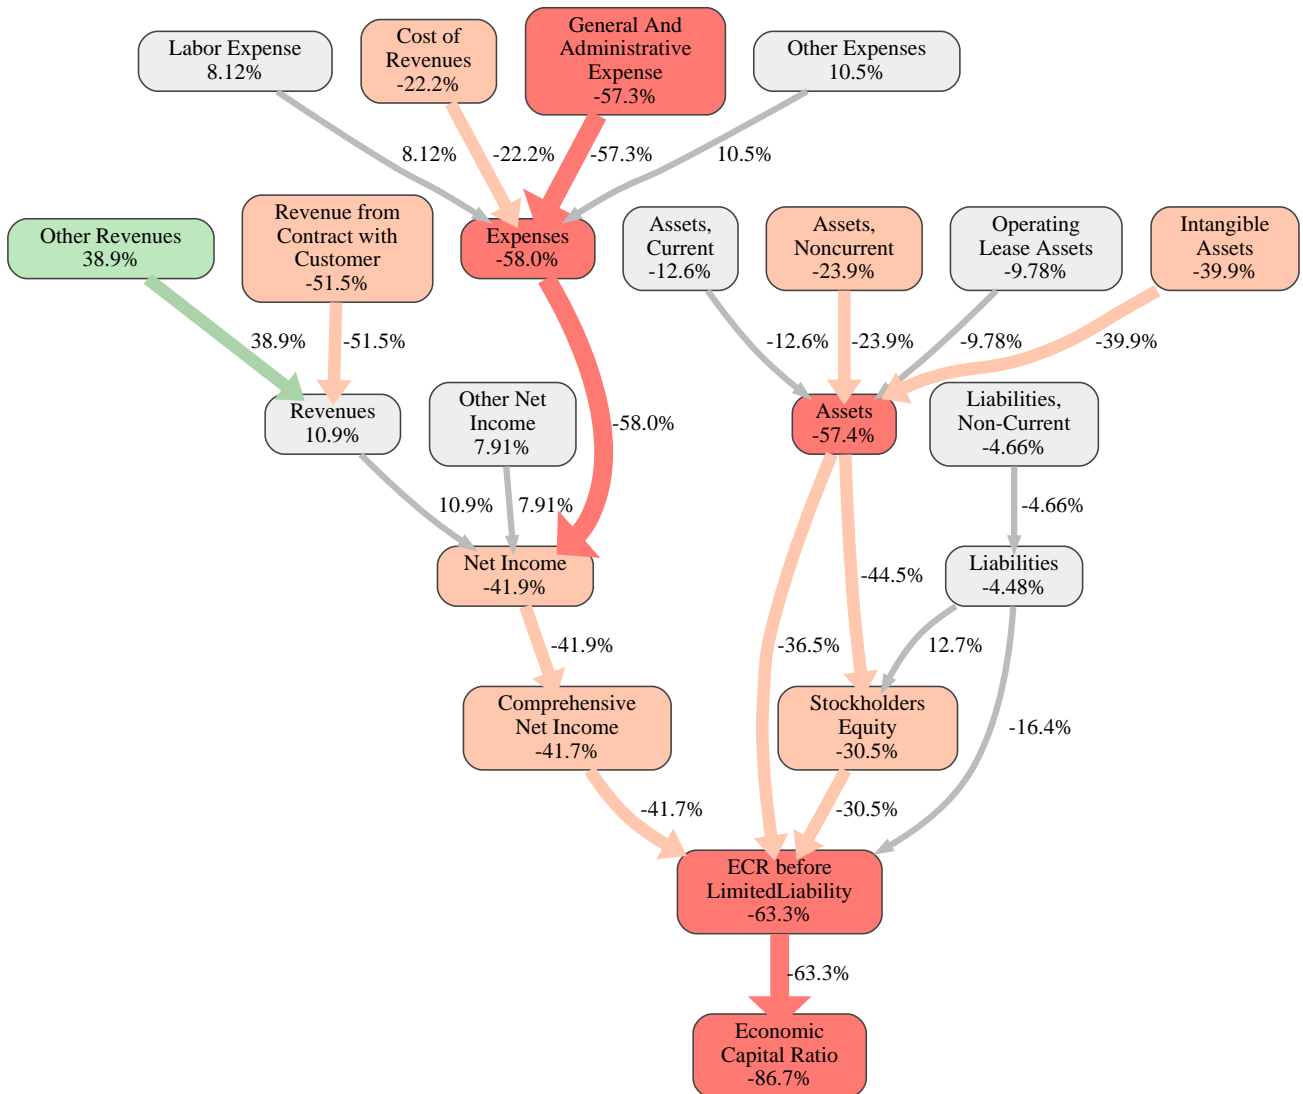 Labor Expense
8.12%
Cost of
Revenues
-22.2%
General And
Administrative
Expense
-57.3%
Other Expenses
10.5%
8.12%
-22.2%
-57.3%
10.5%
Other Revenues
38.9%
Revenue from
Contract with
Customer
-51.5%
Expenses
-58.0%
Assets,
Current
-12.6%
Assets,
Noncurrent
-23.9%
Operating
Lease Assets
-9.78%
Intangible
Assets
-39.9%
38.9%
-51.5%
-12.6%
-23.9%
-9.78%
-39.9%
Revenues
10.9%
Other Net
Income
7.91%
-58.0%
Assets
-57.4%
Liabilities,
Non-Current
-4.66%
10.9%
7.91%
-4.66%
Net Income
-41.9%
-44.5%
Liabilities
-4.48%
-41.9%
-36.5%
12.7%
Comprehensive
Net Income
-41.7%
Stockholders
Equity
-30.5%
-16.4%
-41.7%
-30.5%
ECR before
LimitedLiability
-63.3%
-63.3%
Economic
Capital Ratio
-86.7%